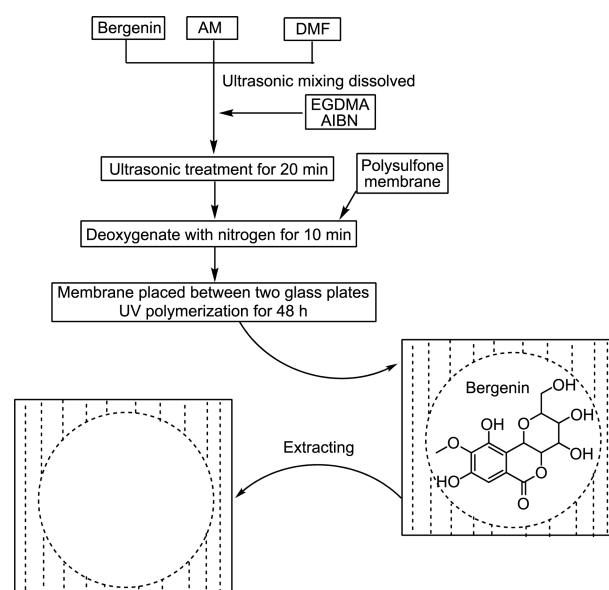 Bergenin
AM
DMF
Ultrasonic mixing dissolved
EGDMA
AIBN
Ultrasonic treatment for 20 min
Polysulfone
membrane
Deoxygenate with nitrogen for 10 min
Membrane placed between two glass plates
UV polymerization for 48 h
Bergenin
OH
OH
O
OH
O
OH
HO
O
O
Extracting